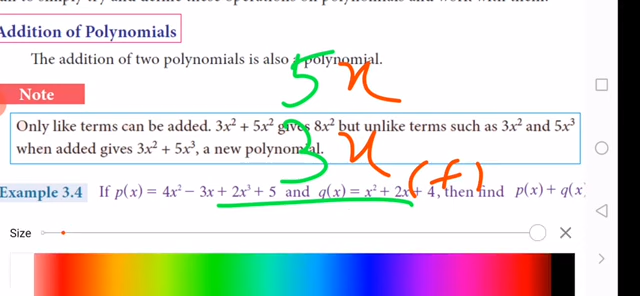 Addition of Polynomials
The addition of two polynomials is also a polynomial.
5x
Note
Only like terms can be added. 3x² + 5x² gives 8x² but unlike terms such as 3x² and 5x³
when added gives 3x² + 5x³, a new polynomial.
3x
(+)
Example 3.4 If p(x) = 4x² − 3x + 2x³ + 5 and q(x) = x² + 2x + 4, then find p(x) + q(x
Size